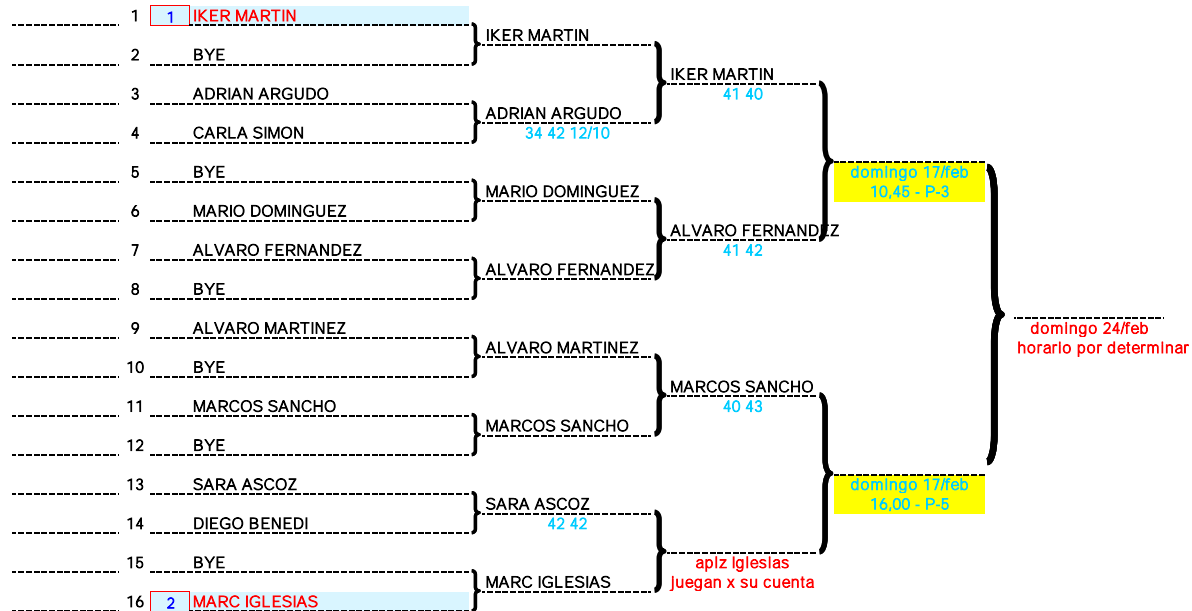 1 1 IKER MARTIN
IKER MARTIN
2 BYE
IKER MARTIN
41 40
3 ADRIAN ARGUDO
ADRIAN ARGUDO
34 42 12/10
4 CARLA SIMON
domingo 17/feb
10,45 - P-3
5 BYE
MARIO DOMINGUEZ
6 MARIO DOMINGUEZ
ALVARO FERNANDEZ
41 42
7 ALVARO FERNANDEZ
ALVARO FERNANDEZ
8 BYE
domingo 24/feb
horario por determinar
9 ALVARO MARTINEZ
ALVARO MARTINEZ
10 BYE
MARCOS SANCHO
40 43
11 MARCOS SANCHO
MARCOS SANCHO
12 BYE
domingo 17/feb
16,00 - P-5
13 SARA ASCOZ
SARA ASCOZ
42 42
14 DIEGO BENEDI
aplz iglesias
juegan x su cuenta
15 BYE
MARC IGLESIAS
16 2 MARC IGLESIAS